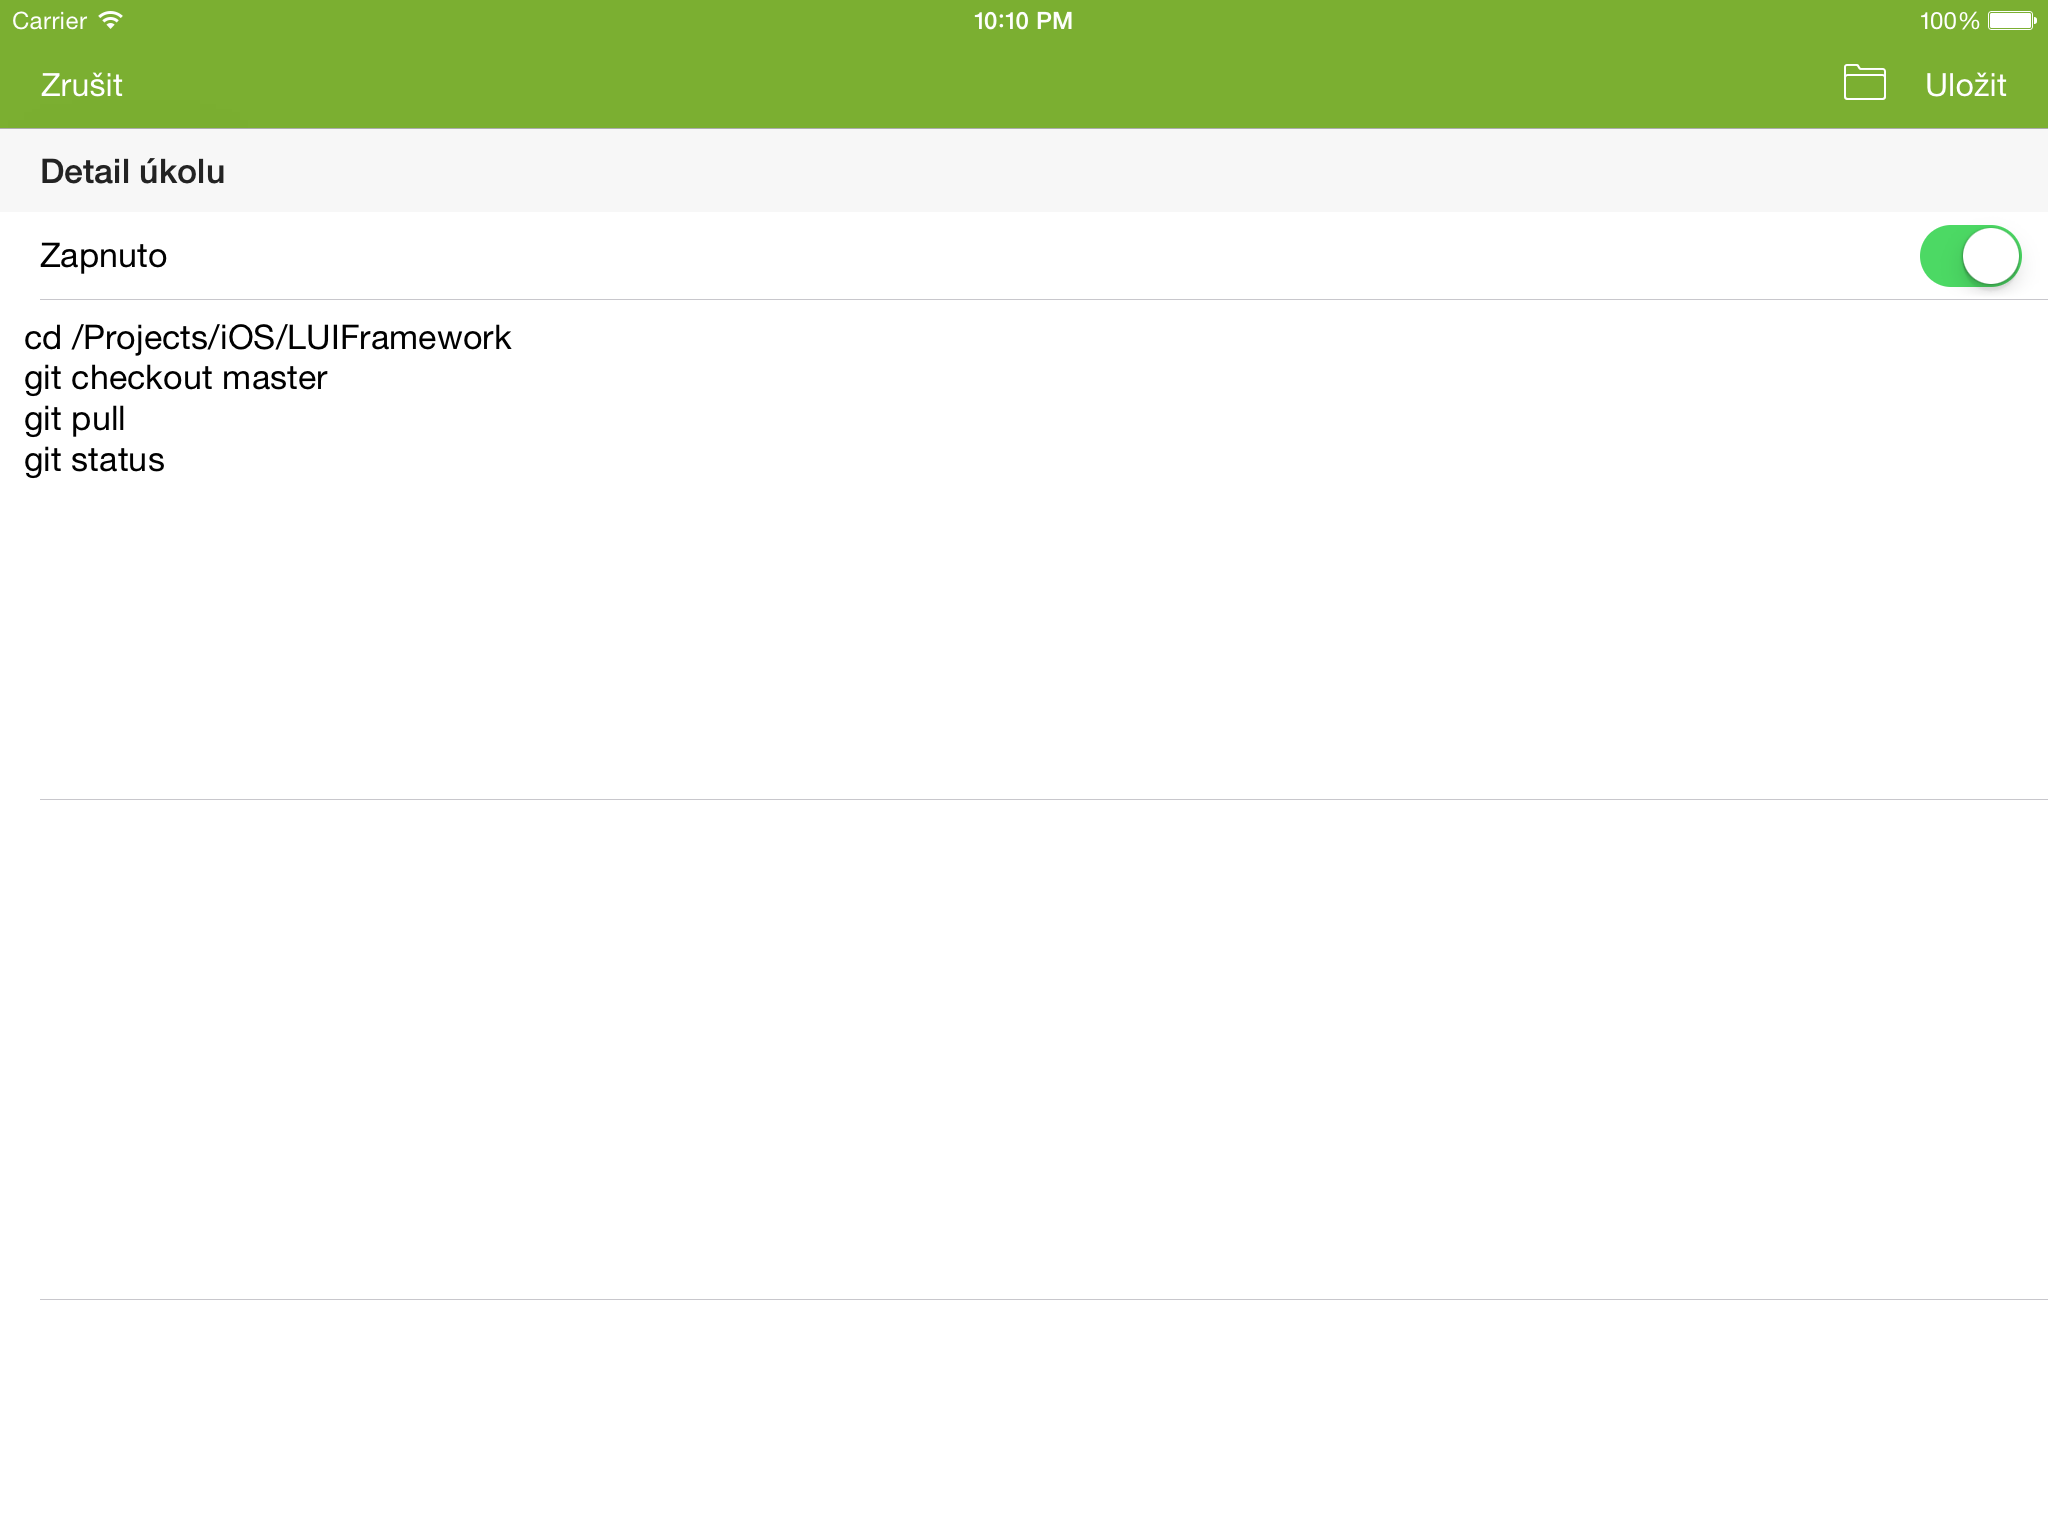 Carrier 10:10 PM 100%
Zrušit Uložit
Detail úkolu
Zapnuto
cd /Projects/iOS/LUIFramework
git checkout master
git pull
git status